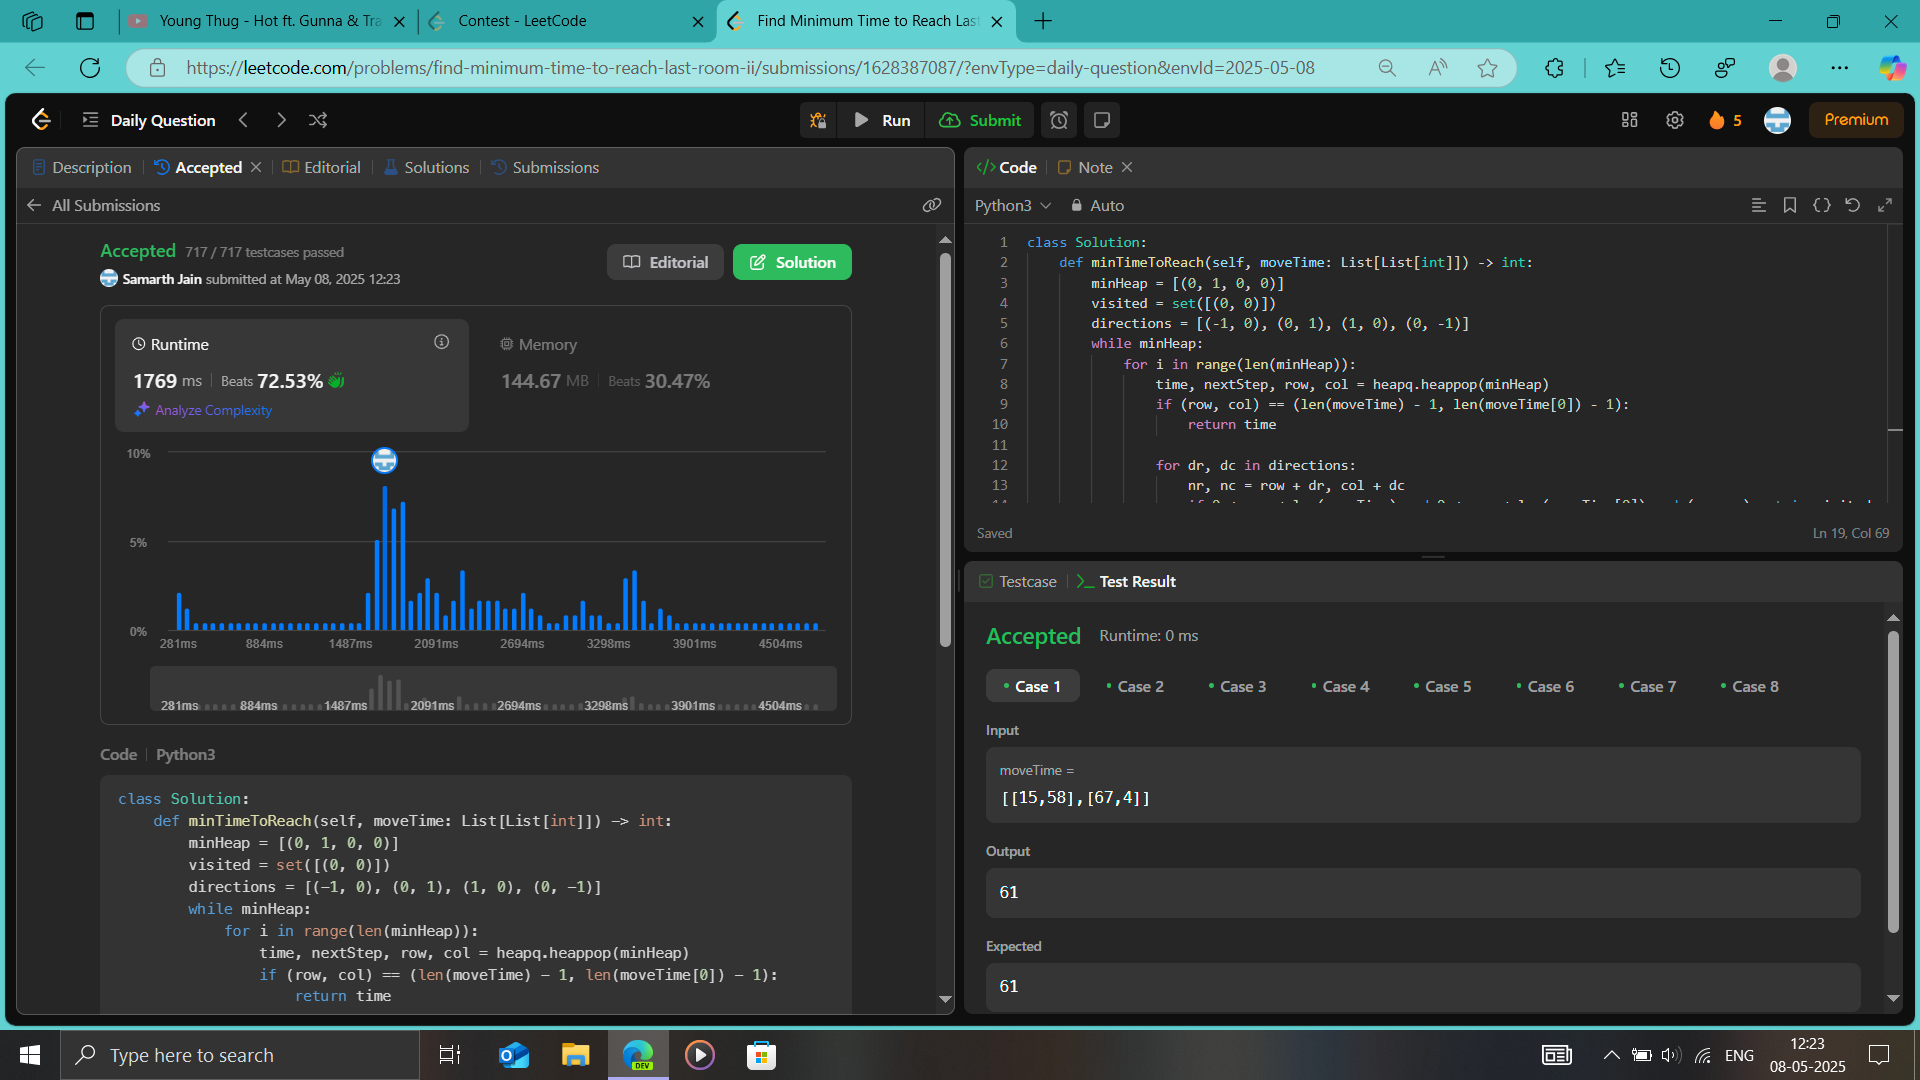 Young Thug - Hot ft. Gunna & Tra
Contest - LeetCode
Find Minimum Time to Reach Las
https://leetcode.com/problems/find-minimum-time-to-reach-last-room-ii/submissions/1628387087/?envType=daily-question&envId=2025-05-08
Daily Question
Run
Submit
5
Premium
Description
Accepted
Editorial
Solutions
Submissions
All Submissions
Accepted 717 / 717 testcases passed
Samarth Jain submitted at May 08, 2025 12:23
Editorial
Solution
Runtime
1769 ms Beats 72.53%
Analyze Complexity
Memory
144.67 MB Beats 30.47%
10%
5%
0%
281ms 884ms 1487ms 2091ms 2694ms 3298ms 3901ms 4504ms
281ms 884ms 1487ms 2091ms 2694ms 3298ms 3901ms 4504ms
Code Python3
class Solution:
def minTimeToReach(self, moveTime: List[List[int]]) -> int:
minHeap = [(0, 1, 0, 0)]
visited = set([(0, 0)])
directions = [(-1, 0), (0, 1), (1, 0), (0, -1)]
while minHeap:
for i in range(len(minHeap)):
time, nextStep, row, col = heapq.heappop(minHeap)
if (row, col) == (len(moveTime) - 1, len(moveTime[0]) - 1):
return time
Code
Note
Python3
Auto
1 class Solution:
2 def minTimeToReach(self, moveTime: List[List[int]]) -> int:
3 minHeap = [(0, 1, 0, 0)]
4 visited = set([(0, 0)])
5 directions = [(-1, 0), (0, 1), (1, 0), (0, -1)]
6 while minHeap:
7 for i in range(len(minHeap)):
8 time, nextStep, row, col = heapq.heappop(minHeap)
9 if (row, col) == (len(moveTime) - 1, len(moveTime[0]) - 1):
10 return time
11
12 for dr, dc in directions:
13 nr, nc = row + dr, col + dc
Saved
Ln 19, Col 69
Testcase
Test Result
Accepted Runtime: 0 ms
Case 1
Case 2
Case 3
Case 4
Case 5
Case 6
Case 7
Case 8
Input
moveTime =
[[15,58],[67,4]]
Output
61
Expected
61
Type here to search
DEV
ENG
12:23
08-05-2025